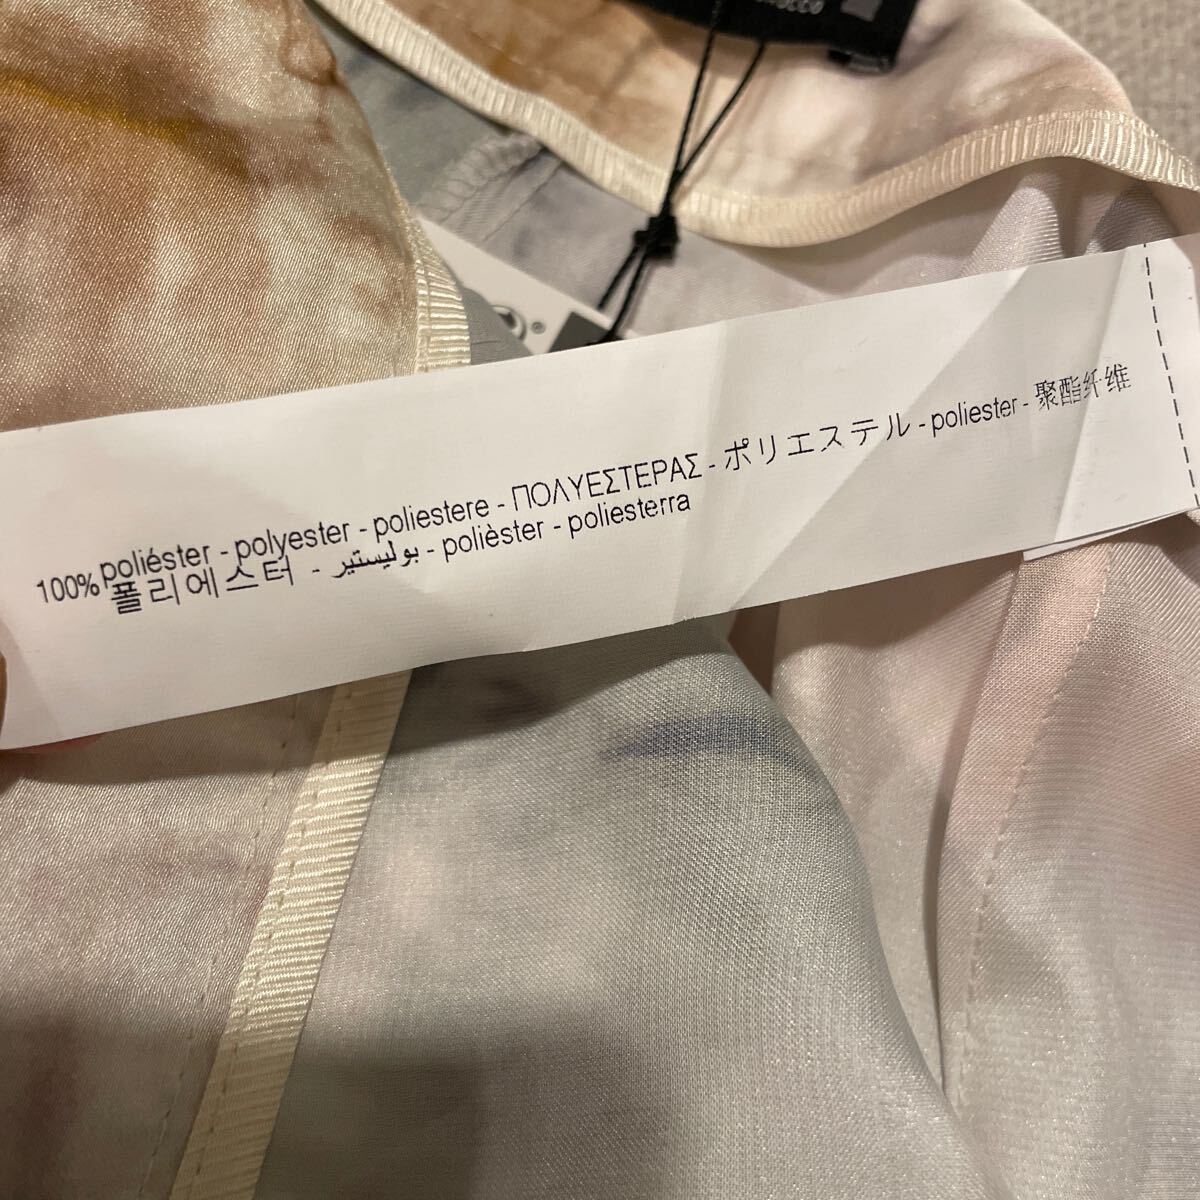 100% poliéster - polyester - poliestere - ΠΟΛΥΕΣΤΕΡΑΣ - ポリエステル - poliester - 聚酯纤维
폴리에스터 - بوليستير - polièster - poliesterra
®